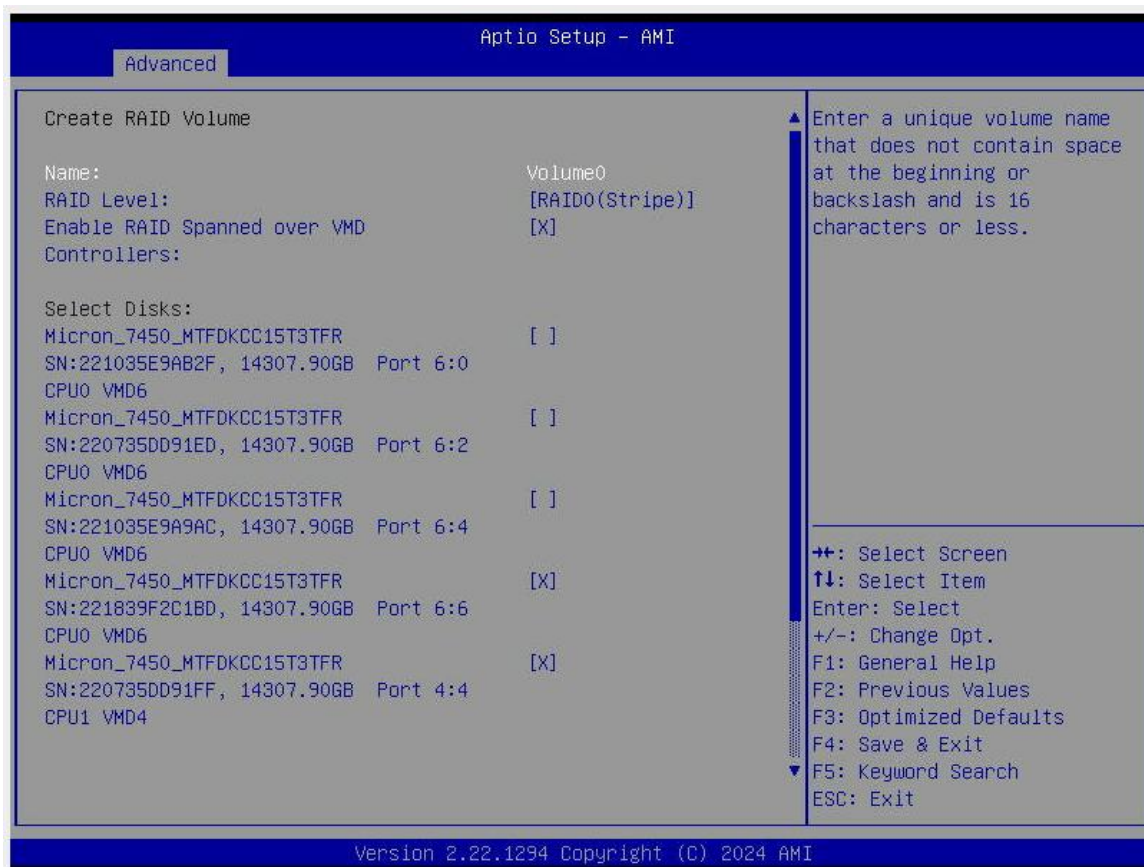 Aptio Setup - AMI
Advanced
Create RAID Volume
Name: Volume0
RAID Level: [RAID0(Stripe)]
Enable RAID Spanned over VMD [X]
Controllers:
Select Disks:
Micron_7450_MTFDKCC15T3TFR [ ]
SN:221035E9AB2F, 14307.90GB Port 6:0
CPU0 VMD6
Micron_7450_MTFDKCC15T3TFR [ ]
SN:220735DD91ED, 14307.90GB Port 6:2
CPU0 VMD6
Micron_7450_MTFDKCC15T3TFR [ ]
SN:221035E9A9AC, 14307.90GB Port 6:4
CPU0 VMD6
Micron_7450_MTFDKCC15T3TFR [X]
SN:221839F2C1BD, 14307.90GB Port 6:6
CPU0 VMD6
Micron_7450_MTFDKCC15T3TFR [X]
SN:220735DD91FF, 14307.90GB Port 4:4
CPU1 VMD4
Enter a unique volume name
that does not contain space
at the beginning or
backslash and is 16
characters or less.
→←: Select Screen
↑↓: Select Item
Enter: Select
+/-: Change Opt.
F1: General Help
F2: Previous Values
F3: Optimized Defaults
F4: Save & Exit
F5: Keyword Search
ESC: Exit
Version 2.22.1294 Copyright (C) 2024 AMI